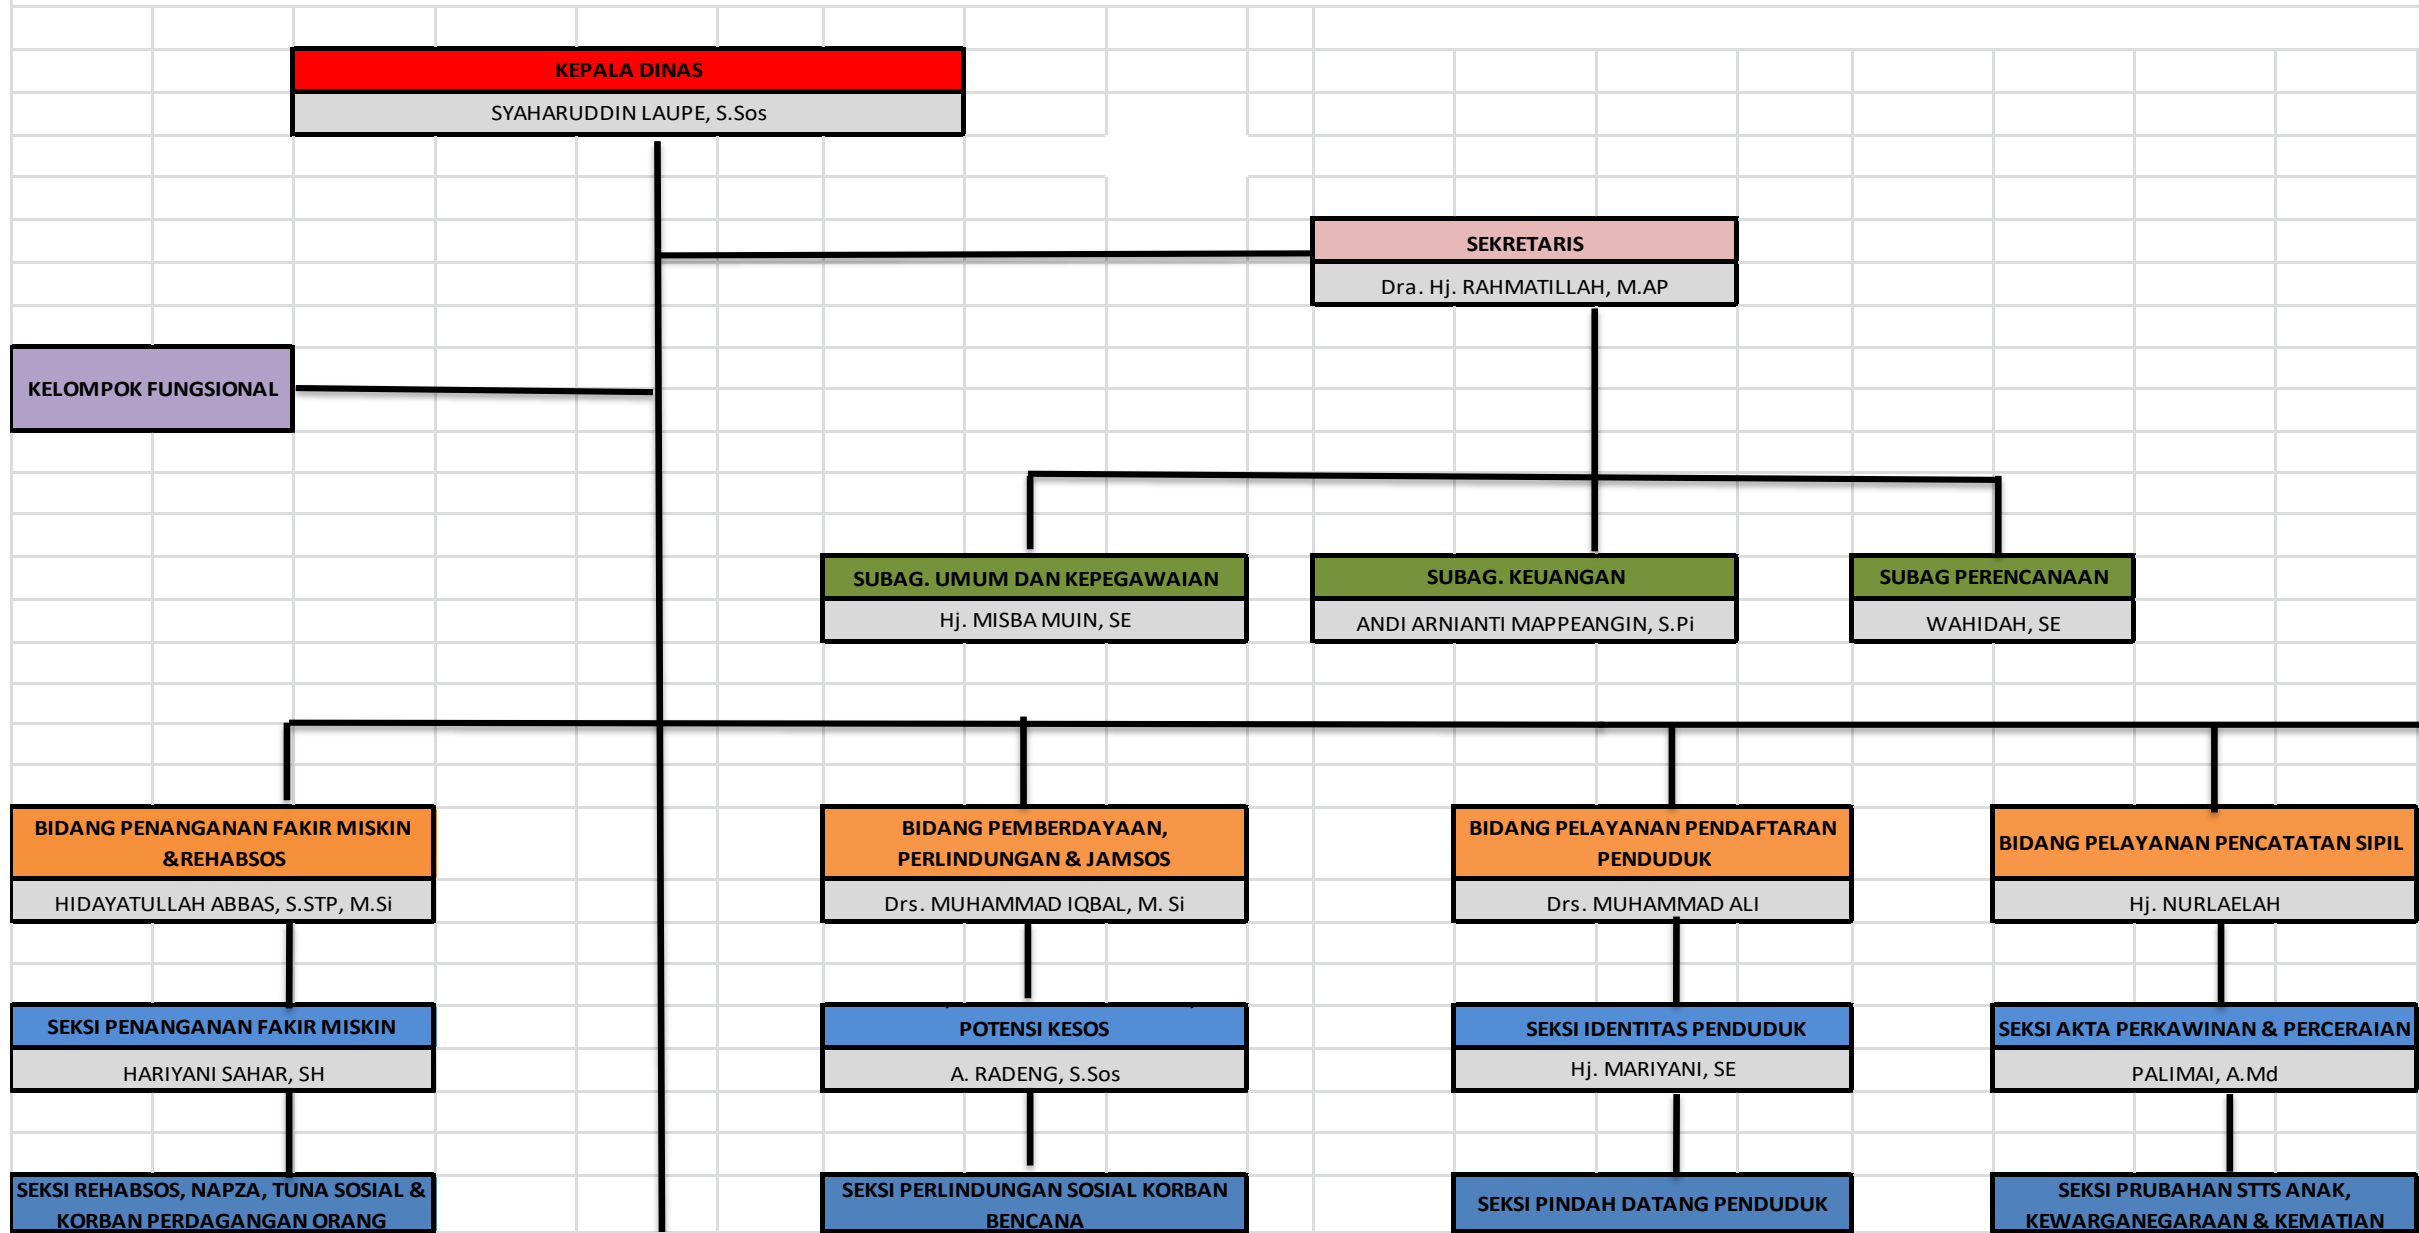 KEPALA DINAS
SYAHARUDDIN LAUPE, S.Sos
SEKRETARIS
Dra. Hj. RAHMATILLAH, M.AP
KELOMPOK FUNGSIONAL
SUBAG. UMUM DAN KEPEGAWAIAN
Hj. MISBA MUIN, SE
SUBAG. KEUANGAN
ANDI ARNIANTI MAPPEANGIN, S.Pi
SUBAG PERENCANAAN
WAHIDAH, SE
BIDANG PENANGANAN FAKIR MISKIN
&REHABSOS
HIDAYATULLAH ABBAS, S.STP, M.Si
BIDANG PEMBERDAYAAN,
PERLINDUNGAN & JAMSOS
Drs. MUHAMMAD IQBAL, M. Si
BIDANG PELAYANAN PENDAFTARAN
PENDUDUK
Drs. MUHAMMAD ALI
BIDANG PELAYANAN PENCATATAN SIPIL
Hj. NURLAELAH
SEKSI PENANGANAN FAKIR MISKIN
HARIYANI SAHAR, SH
POTENSI KESOS
A. RADENG, S.Sos
SEKSI IDENTITAS PENDUDUK
Hj. MARIYANI, SE
SEKSI AKTA PERKAWINAN & PERCERAIAN
PALIMAI, A.Md
SEKSI REHABSOS, NAPZA, TUNA SOSIAL &
KORBAN PERDAGANGAN ORANG
SEKSI PERLINDUNGAN SOSIAL KORBAN
BENCANA
SEKSI PINDAH DATANG PENDUDUK
SEKSI PRUBAHAN STTS ANAK,
KEWARGANEGARAAN & KEMATIAN